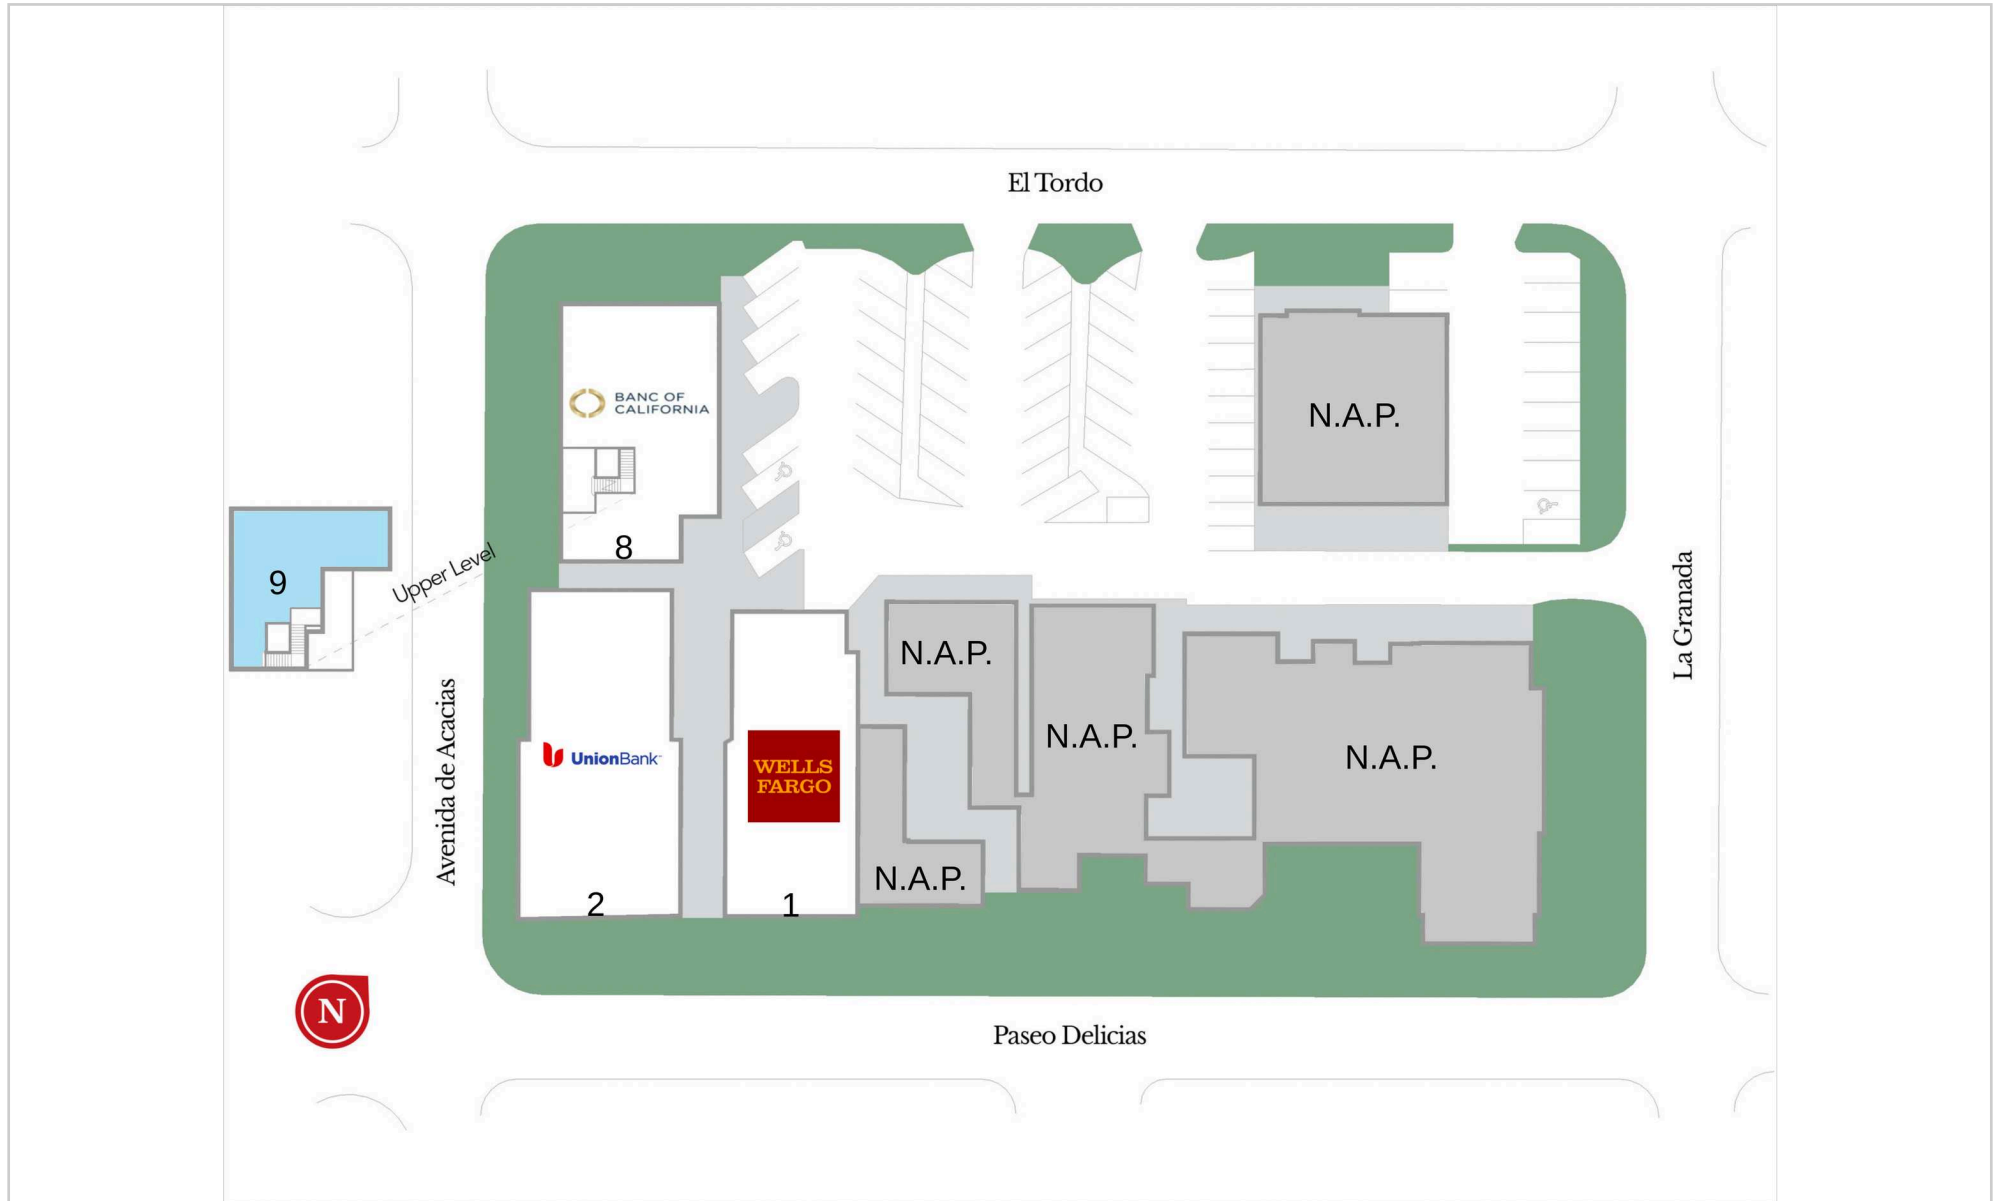 El Tordo
BANC OF
CALIFORNIA
N.A.P.
8
9
Upper Level
La Granada
N.A.P.
N.A.P.
N.A.P.
Avenida de Acacias
UnionBank
WELLS
FARGO
N.A.P.
2
1
N
Paseo Delicias